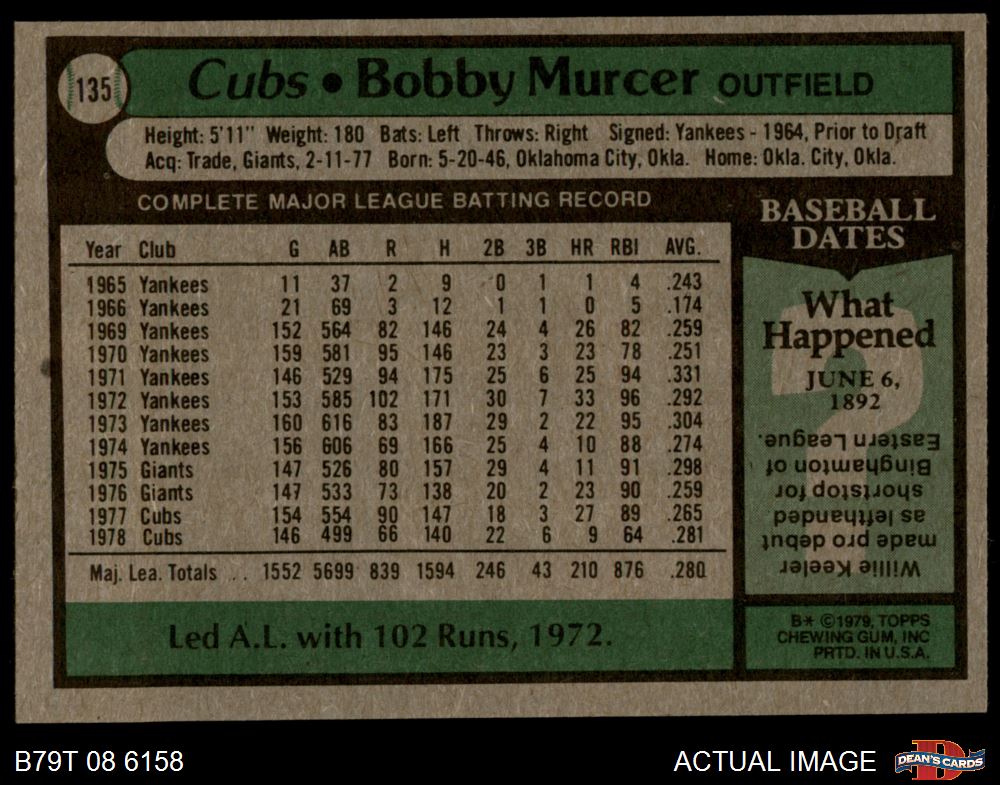 135
Cubs • Bobby Murcer OUTFIELD
Height: 5'11" Weight: 180 Bats: Left Throws: Right Signed: Yankees - 1964, Prior to Draft
Acq: Trade, Giants, 2-11-77 Born: 5-20-46, Oklahoma City, Okla. Home: Okla. City, Okla.
COMPLETE MAJOR LEAGUE BATTING RECORD
Year Club G AB R H 2B 3B HR RBI AVG.
1965 Yankees 11 37 2 9 0 1 1 4 .243
1966 Yankees 21 69 3 12 1 1 0 5 .174
1969 Yankees 152 564 82 146 24 4 26 82 .259
1970 Yankees 159 581 95 146 23 3 23 78 .251
1971 Yankees 146 529 94 175 25 6 25 94 .331
1972 Yankees 153 585 102 171 30 7 33 96 .292
1973 Yankees 160 616 83 187 29 2 22 95 .304
1974 Yankees 156 606 69 166 25 4 10 88 .274
1975 Giants 147 526 80 157 29 4 11 91 .298
1976 Giants 147 533 73 138 20 2 23 90 .259
1977 Cubs 154 554 90 147 18 3 27 89 .265
1978 Cubs 146 499 66 140 22 6 9 64 .281
Maj. Lea. Totals .. 1552 5699 839 1594 246 43 210 876 .280
Led A.L. with 102 Runs, 1972.
BASEBALL
DATES
What
Happened
JUNE 6,
1892
Willie Keeler
made pro debut
as lefthanded
shortstop for
Binghamton of
Eastern League.
B* ©1979, TOPPS
CHEWING GUM, INC
PRTD. IN U.S.A.
B79T 08 6158
ACTUAL IMAGE
DEAN'S CARDS